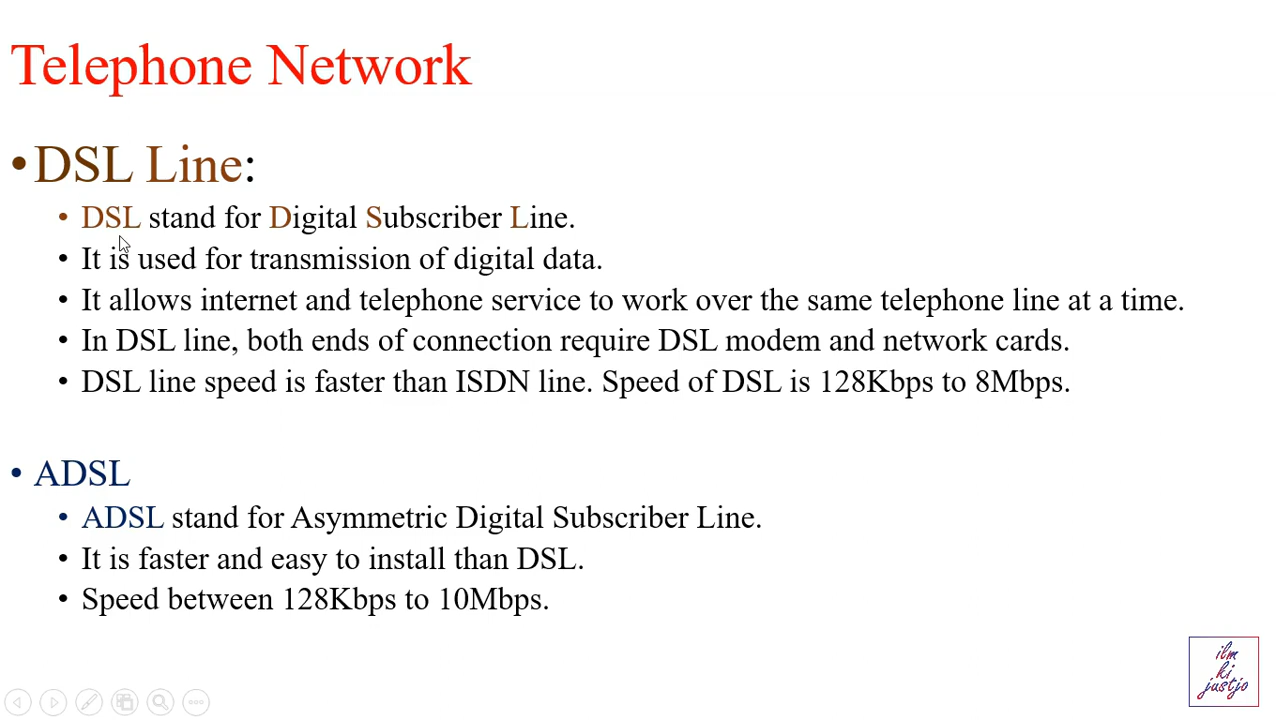 Telephone Network
•DSL Line:
• DSL stand for Digital Subscriber Line.
• It is used for transmission of digital data.
• It allows internet and telephone service to work over the same telephone line at a time.
• In DSL line, both ends of connection require DSL modem and network cards.
• DSL line speed is faster than ISDN line. Speed of DSL is 128Kbps to 8Mbps.
• ADSL
• ADSL stand for Asymmetric Digital Subscriber Line.
• It is faster and easy to install than DSL.
• Speed between 128Kbps to 10Mbps.
ilm
ki
justjo